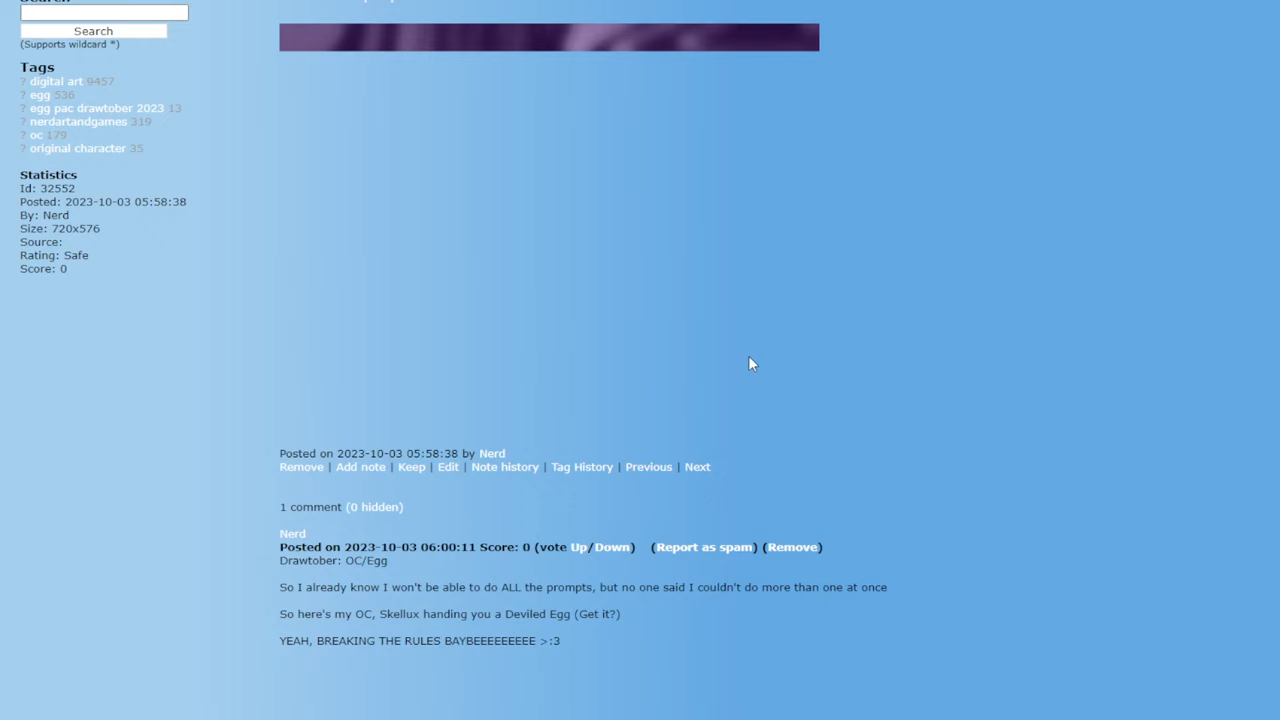 Search
(Supports wildcard *)
Tags
? digital art 9457
? egg 536
? egg pac drawtober 2023 13
? nerdartandgames 319
? oc 179
? original character 35
Statistics
Id: 32552
Posted: 2023-10-03 05:58:38
By: Nerd
Size: 720x576
Source:
Rating: Safe
Score: 0
Posted on 2023-10-03 05:58:38 by Nerd
Remove | Add note | Keep | Edit | Note history | Tag History | Previous | Next
1 comment (0 hidden)
Nerd
Posted on 2023-10-03 06:00:11 Score: 0 (vote Up/Down) (Report as spam) (Remove)
Drawtober: OC/Egg
So I already know I won't be able to do ALL the prompts, but no one said I couldn't do more than one at once
So here's my OC, Skellux handing you a Deviled Egg (Get it?)
YEAH, BREAKING THE RULES BAYBEEEEEEEEE >:3